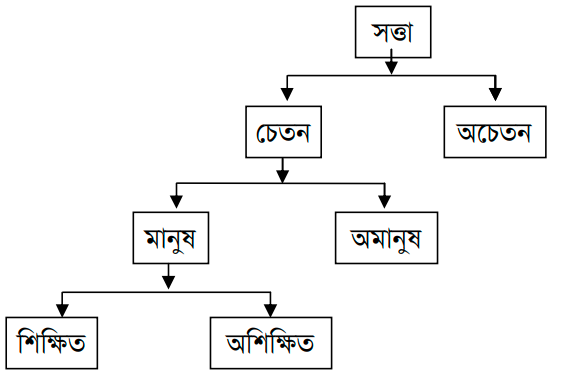 সত্তা
চেতন অচেতন
মানুষ অমানুষ
শিক্ষিত অশিক্ষিত